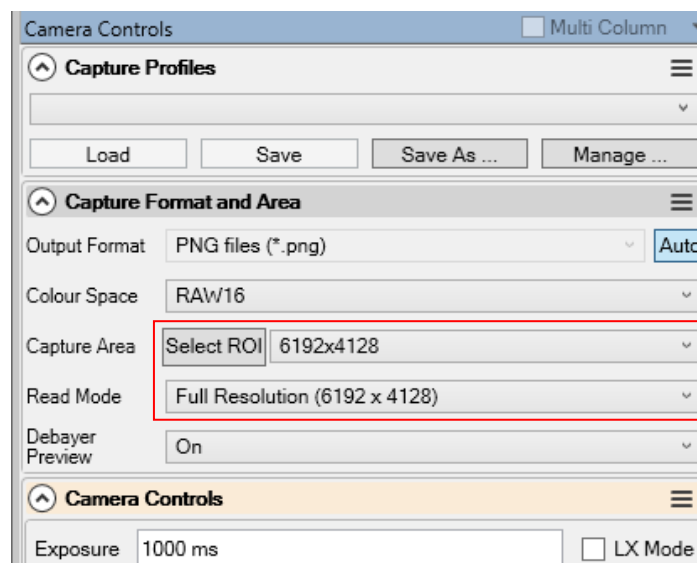 Camera Controls Multi Column
Capture Profiles
Load Save Save As ... Manage ...
Capture Format and Area
Output Format PNG files (*.png) Auto
Colour Space RAW16
Capture Area Select ROI 6192x4128
Read Mode Full Resolution (6192 x 4128)
Debayer
Preview On
Camera Controls
Exposure 1000 ms LX Mode